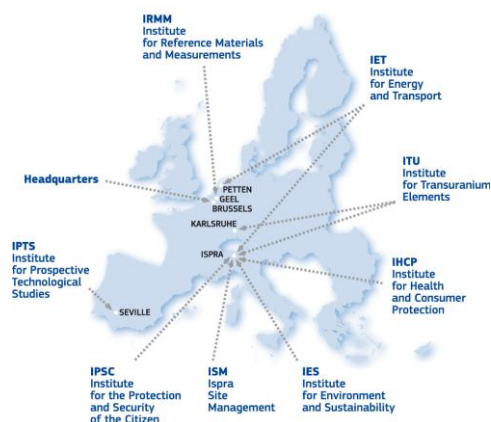 IRMM
Institute
for Reference Materials
and Measurements
IET
Institute
for Energy
and Transport
ITU
Institute
for Transuranium
Elements
Headquarters
PETTEN
GEEL
BRUSSELS
KARLSRUHE
ISPRA
IPTS
Institute
for Prospective
Technological
Studies
SEVILLE
IHCP
Institute
for Health
and Consumer
Protection
IPSC
Institute
for the Protection
and Security
of the Citizen
ISM
Ispra
Site
Management
IES
Institute
for Environment
and Sustainability